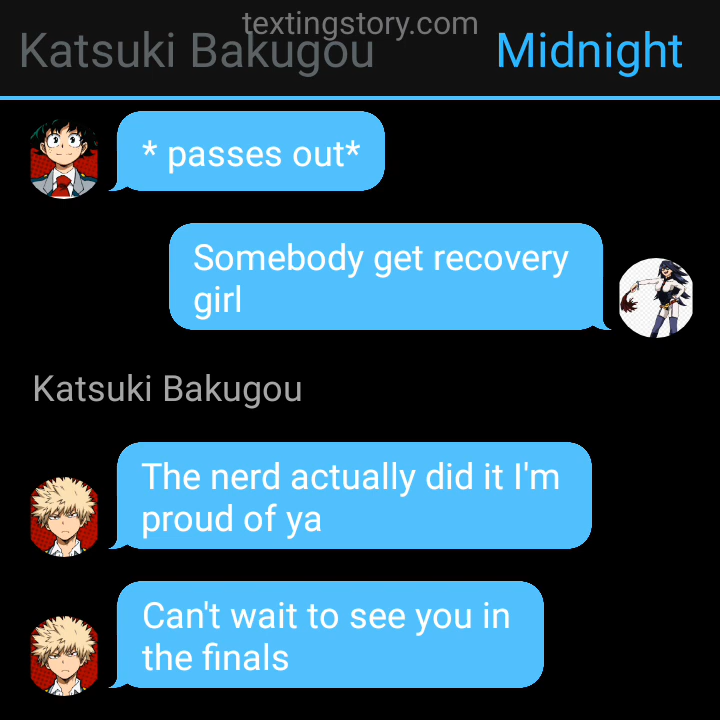 textingstory.com
Katsuki Bakugou Midnight
* passes out*
Somebody get recovery
girl
Katsuki Bakugou
The nerd actually did it I'm
proud of ya
Can't wait to see you in
the finals